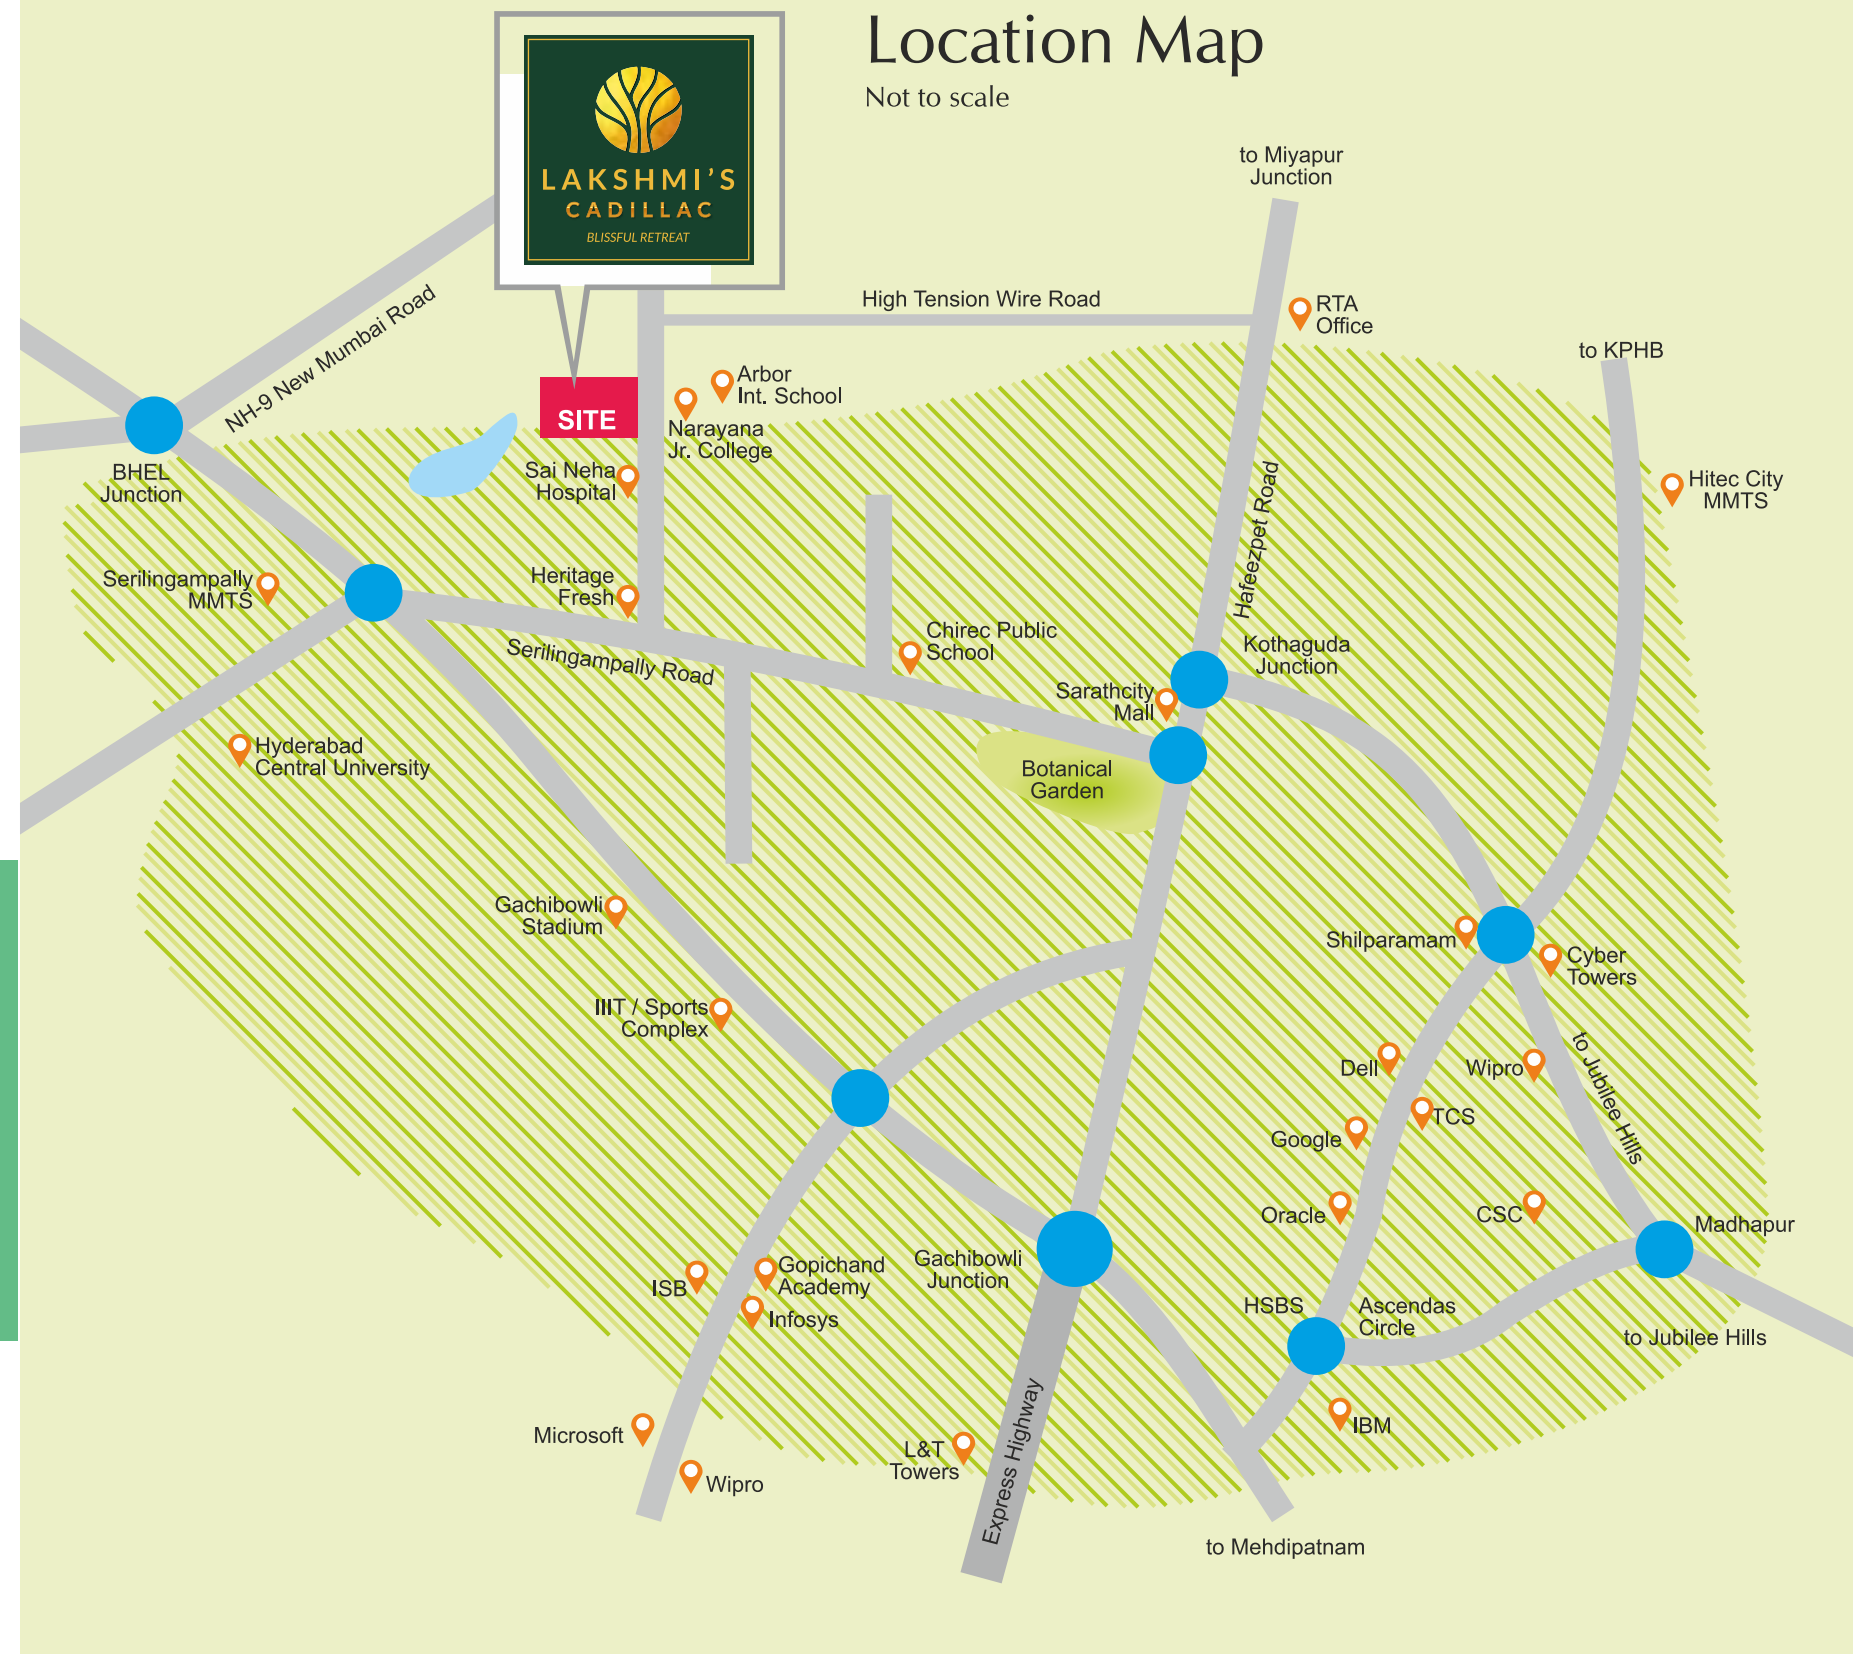 Location Map
Not to scale
LAKSHMI'S
CADILLAC
BLISSFUL RETREAT
to Miyapur
Junction
NH-9 New Mumbai Road
High Tension Wire Road
RTA
Office
to KPHB
Arbor
Int. School
SITE
Narayana
Jr. College
BHEL
Junction
Sai Neha
Hospital
Hafeezpet Road
Hitec City
MMTS
Serilingampally
MMTS
Heritage
Fresh
Serilingampally Road
Chirec Public
School
Kothaguda
Junction
Sarathcity
Mall
Hyderabad
Central University
Botanical
Garden
Gachibowli
Stadium
Shilparamam
Cyber
Towers
IIIT / Sports
Complex
Dell
Wipro
to Jubilee Hills
TCS
Google
Oracle
CSC
Madhapur
Gopichand
Academy
ISB
Infosys
Gachibowli
Junction
HSBS
Ascendas
Circle
to Jubilee Hills
Microsoft
Wipro
L&T
Towers
Express Highway
IBM
to Mehdipatnam